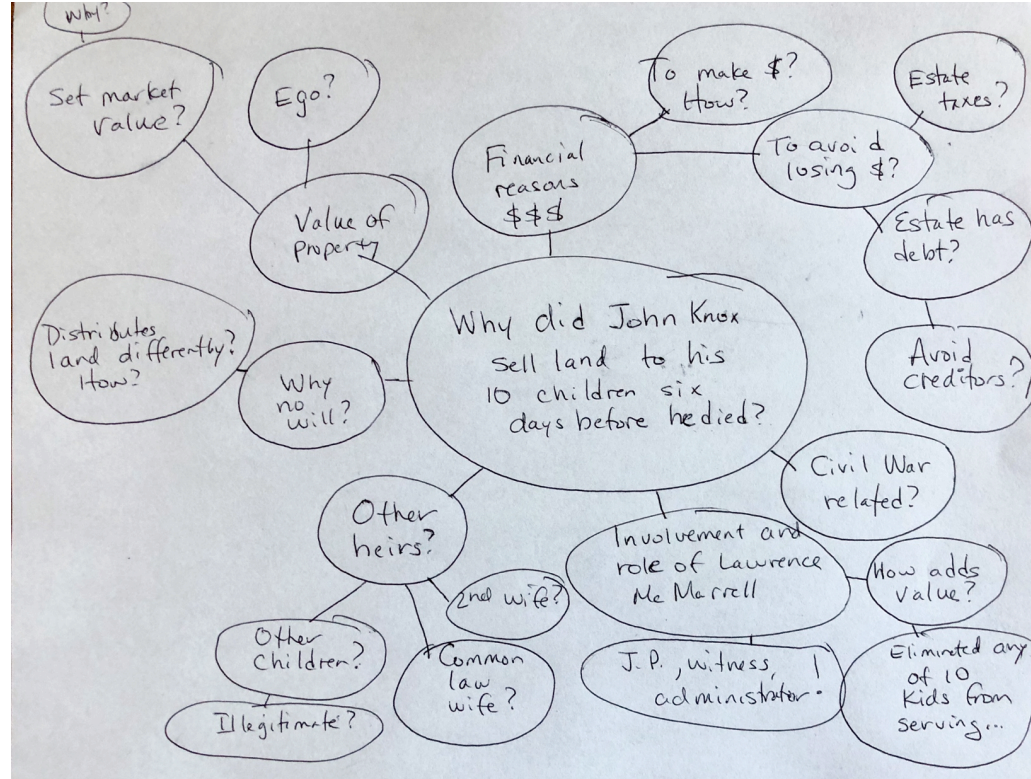 Why?
Set market
value?
Ego?
Value of
property
Financial
reasons
$$$
To make $?
How?
To avoid
losing $?
Estate
taxes?
Estate has
debt?
Avoid
creditors?
Distributes
land differently?
How?
Why
no
will?
Why did John Knox
sell land to his
10 children six
days before he died?
Civil War
related?
Other
heirs?
2nd wife?
Other
children?
Illegitimate?
Common
law
wife?
Involvement and
role of Lawrence
McMarrell
How adds
value?
J.P., witness,
administrator!
Eliminated any
of 10
kids from
serving...